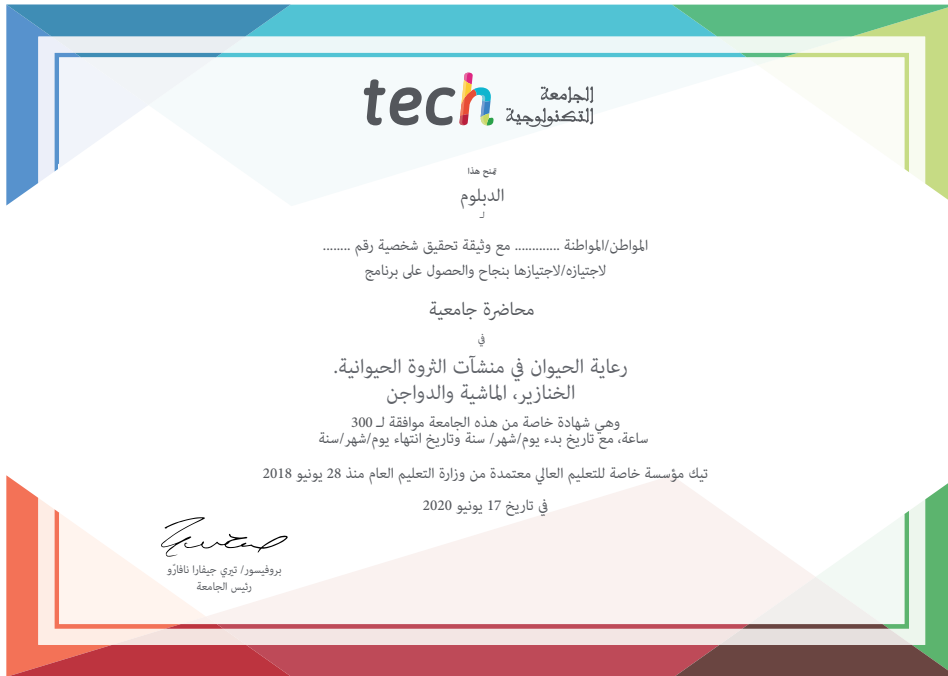 tech الجامعة
التكنولوجية
يمنح هذا
الدبلوم
لـ
المواطن/المواطنة ............ مع وثيقة تحقيق شخصية رقم ........
لاجتيازه/لاجتيازها بنجاح والحصول على برنامج
محاضرة جامعية
في
رعاية الحيوان في منشآت الثروة الحيوانية.
الخنازير، الماشية والدواجن
وهي شهادة خاصة من هذه الجامعة موافقة لـ 300
ساعة، مع تاريخ بدء يوم/شهر/ سنة وتاريخ انتهاء يوم/شهر/سنة
تيك مؤسسة خاصة للتعليم العالي معتمدة من وزارة التعليم العام منذ 28 يونيو 2018
في تاريخ 17 يونيو 2020
بروفيسور/ تيري جيفارا نافارو
رئيس الجامعة